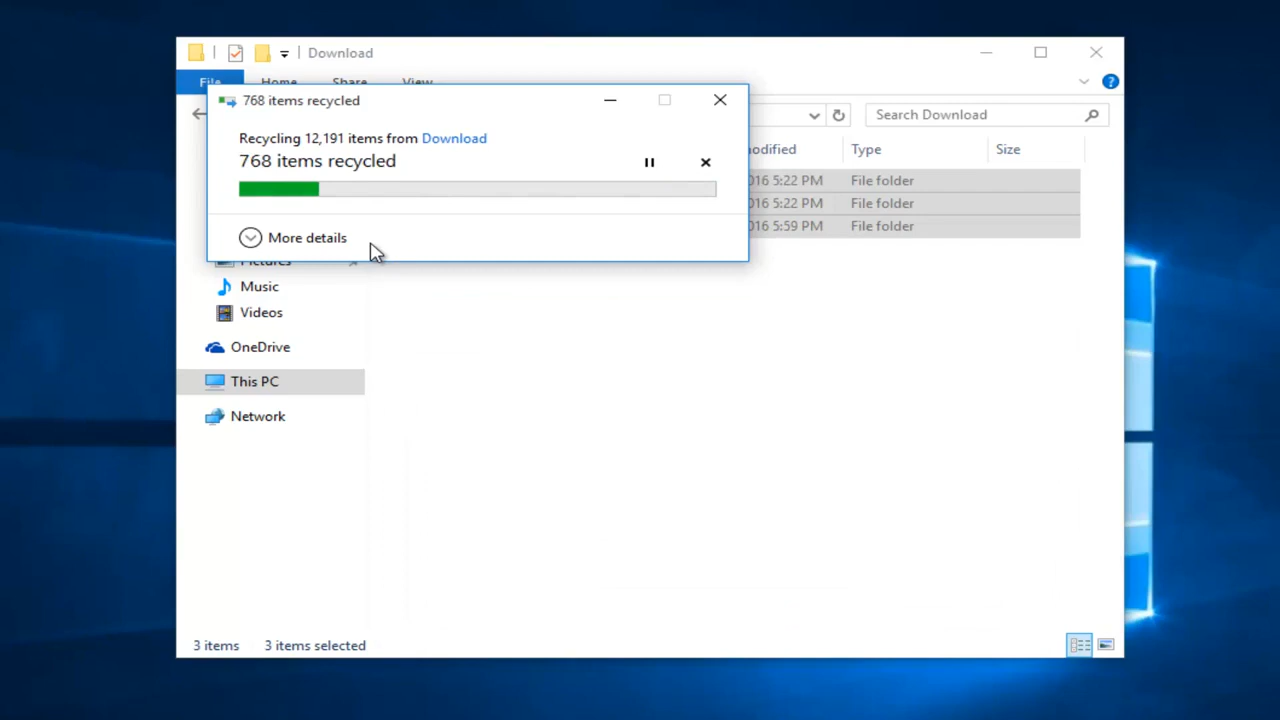 Download
File Home Share View
768 items recycled
Recycling 12,191 items from Download
768 items recycled
More details
Search Download
Type Size
016 5:22 PM File folder
016 5:22 PM File folder
016 5:59 PM File folder
Pictures
Music
Videos
OneDrive
This PC
Network
3 items 3 items selected